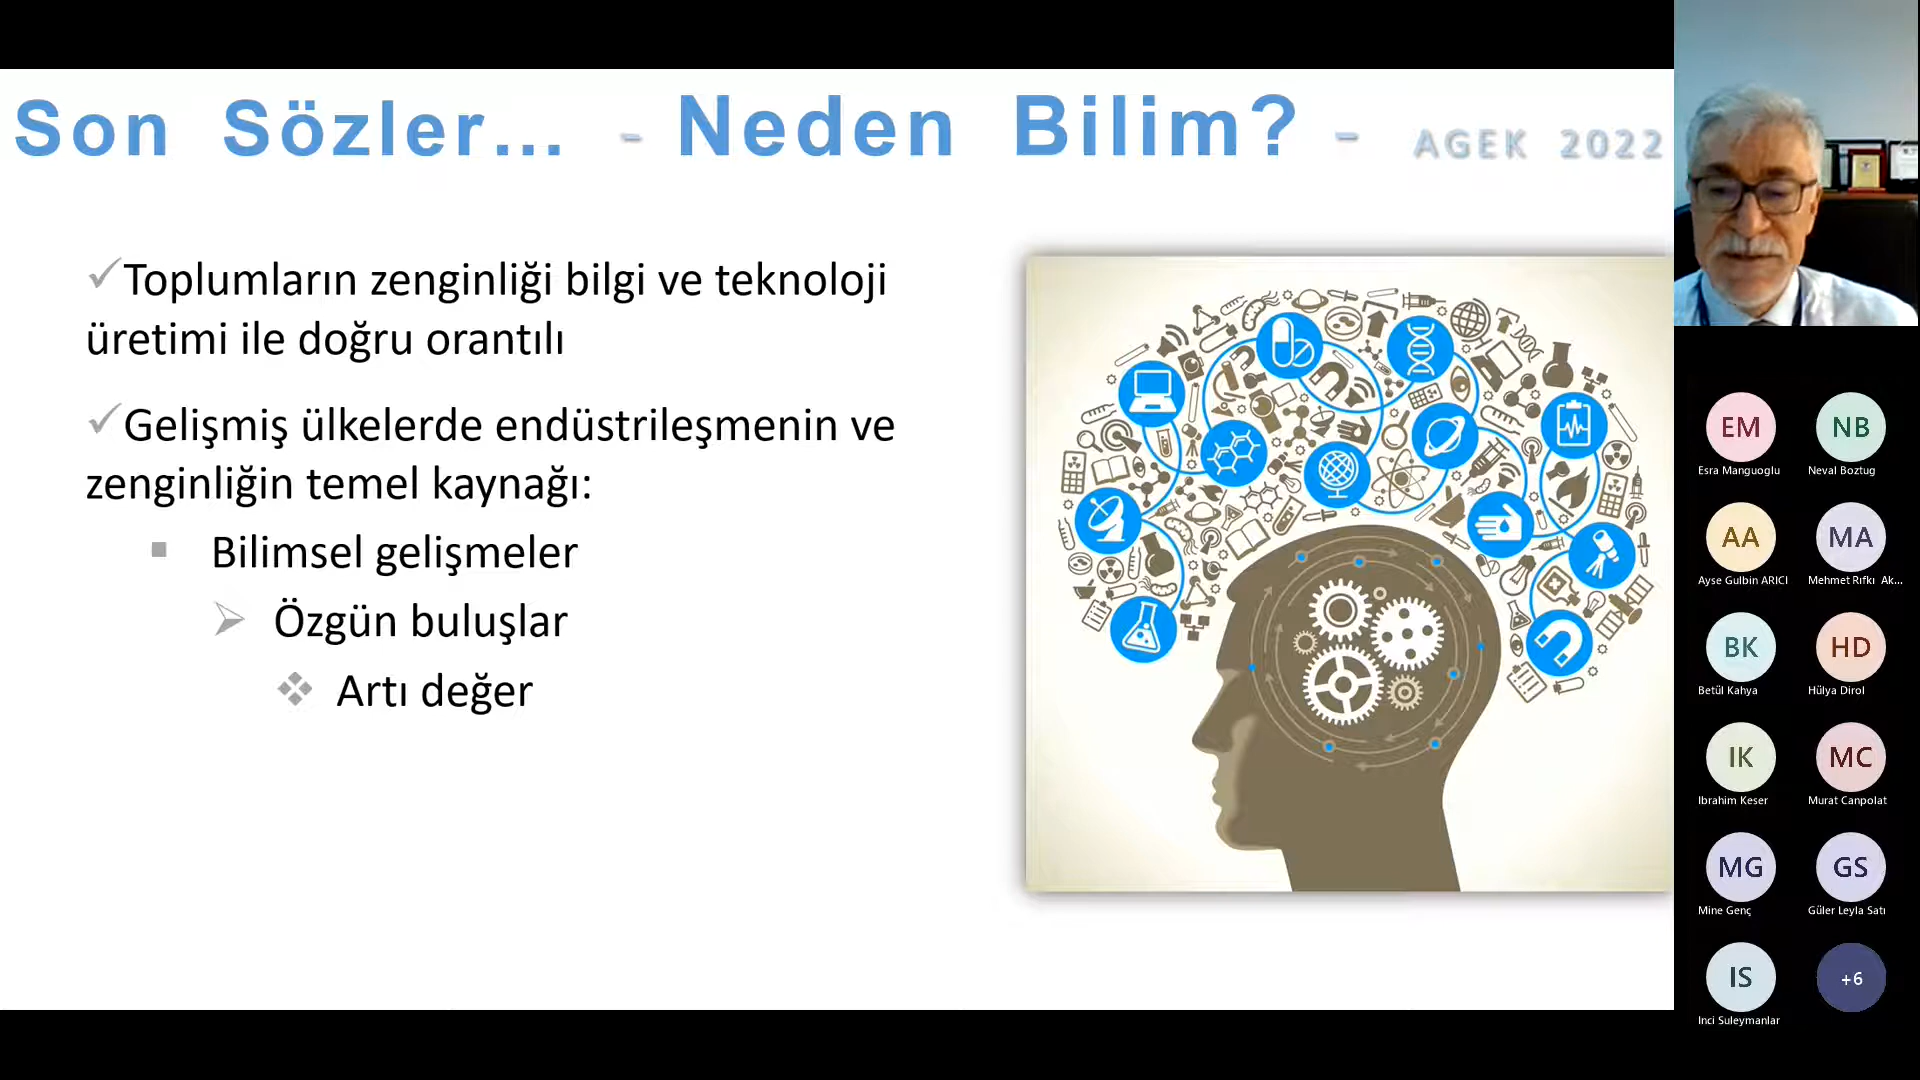 Son Sözler... - Neden Bilim? - AGEK 2022
✓Toplumların zenginliği bilgi ve teknoloji
üretimi ile doğru orantılı
✓Gelişmiş ülkelerde endüstrileşmenin ve
zenginliğin temel kaynağı:
▪ Bilimsel gelişmeler
➢ Özgün buluşlar
❖ Artı değer
EM NB
Esra Manguoglu Neval Boztug
AA MA
Ayse Gulbin ARICI Mehmet Rıfkı Ak...
BK HD
Betül Kahya Hülya Dirol
IK MC
Ibrahim Keser Murat Canpolat
MG GS
Mine Genç Güler Leyla Satı
IS +6
Inci Suleymanlar